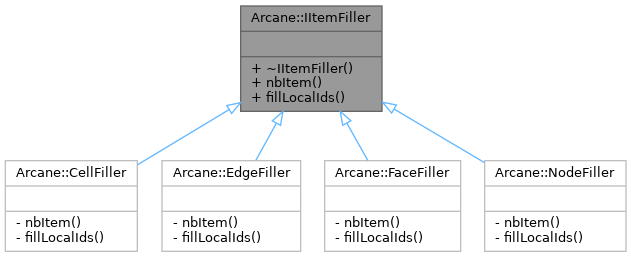 Arcane::IItemFiller
+ ~IItemFiller()
+ nbItem()
+ fillLocalIds()
Arcane::CellFiller
- nbItem()
- fillLocalIds()
Arcane::EdgeFiller
- nbItem()
- fillLocalIds()
Arcane::FaceFiller
- nbItem()
- fillLocalIds()
Arcane::NodeFiller
- nbItem()
- fillLocalIds()